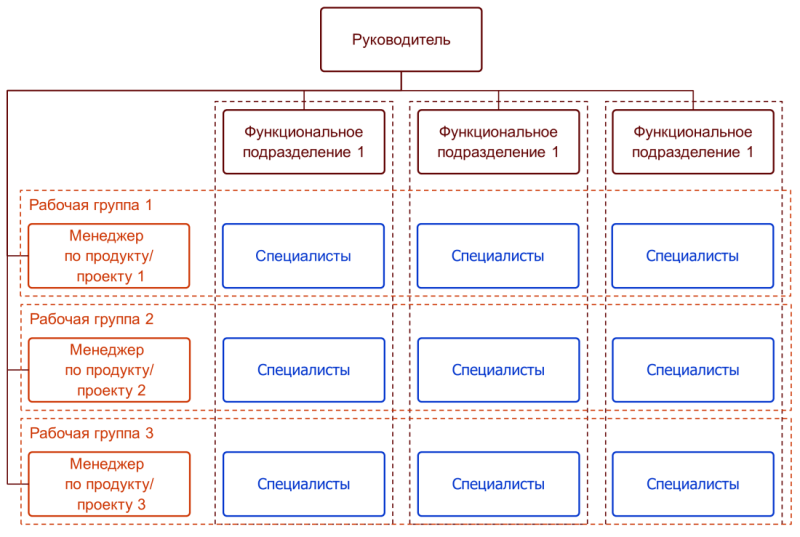 Руководитель
Функциональное
подразделение 1
Функциональное
подразделение 1
Функциональное
подразделение 1
Рабочая группа 1
Менеджер
по продукту/
проекту 1
Специалисты
Специалисты
Специалисты
Рабочая группа 2
Менеджер
по продукту/
проекту 2
Специалисты
Специалисты
Специалисты
Рабочая группа 3
Менеджер
по продукту/
проекту 3
Специалисты
Специалисты
Специалисты